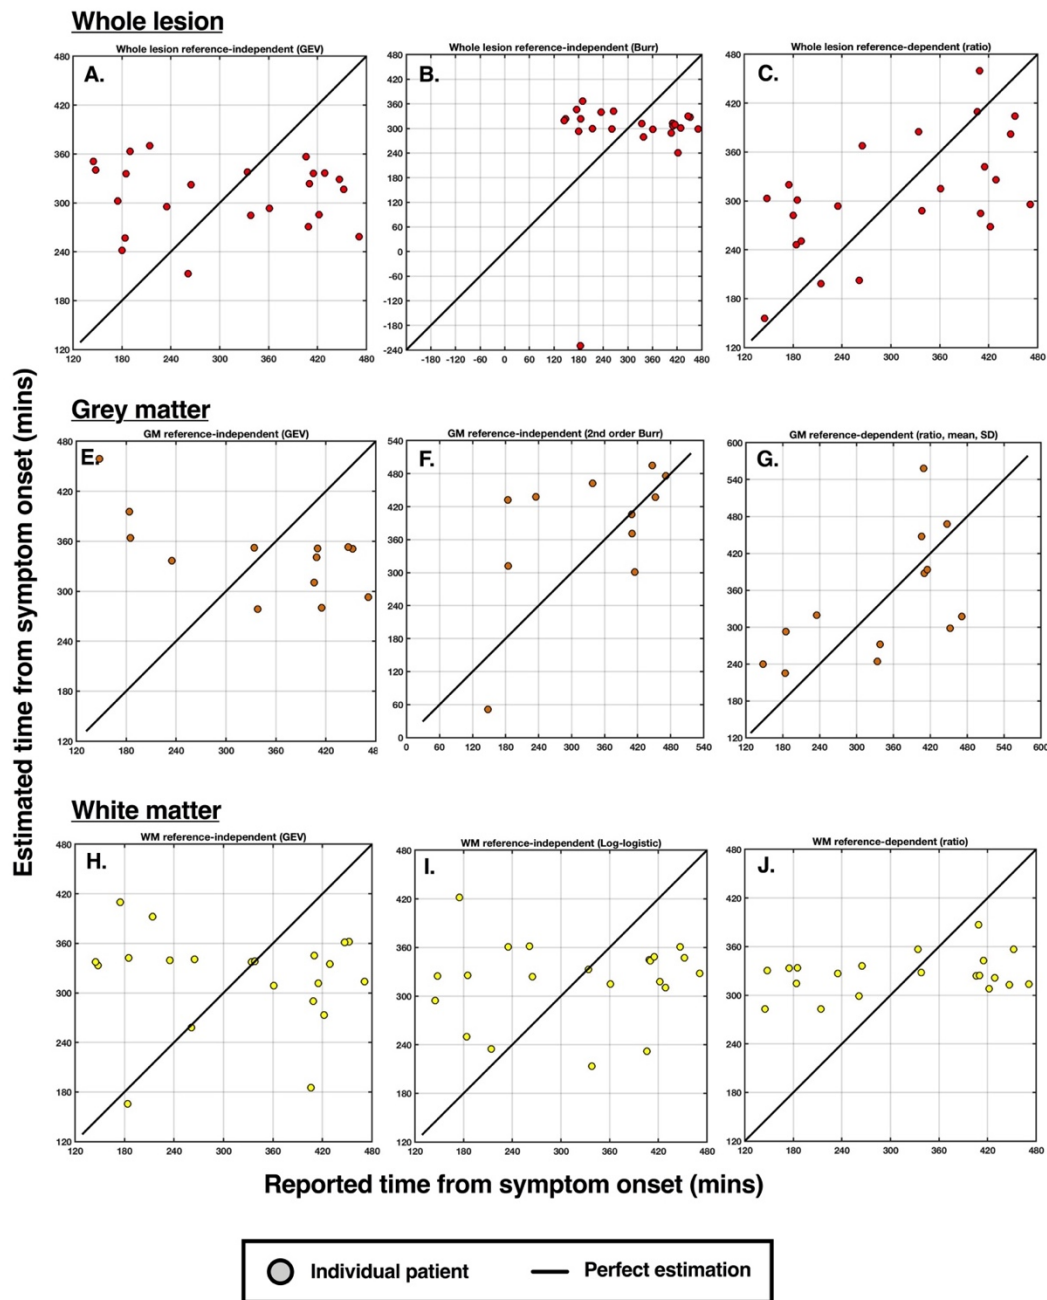 Whole lesion
Whole lesion reference-independent (GEV)
A.
480
420
360
300
240
180
120
120 180 240 300 360 420 480
Whole lesion reference-independent (Burr)
B.
480
420
360
300
240
180
120
60
0
-60
-120
-180
-240
-180 -120 -60 0 60 120 180 240 300 360 420 480
Whole lesion reference-dependent (ratio)
C.
480
420
360
300
240
180
120
120 180 240 300 360 420 480
Grey matter
GM reference-independent (GEV)
E.
480
420
360
300
240
180
120
120 180 240 300 360 420 48
GM reference-independent (2nd order Burr)
F.
540
480
420
360
300
240
180
120
60
0
0 60 120 180 240 300 360 420 480 540
GM reference-dependent (ratio, mean, SD)
G.
600
540
480
420
360
300
240
180
120
120 180 240 300 360 420 480 540 600
White matter
WM reference-independent (GEV)
H.
480
420
360
300
240
180
120
120 180 240 300 360 420 480
WM reference-independent (Log-logistic)
I.
480
420
360
300
240
180
120
120 180 240 300 360 420 480
WM reference-dependent (ratio)
J.
480
420
360
300
240
180
120
120 180 240 300 360 420 480
Estimated time from symptom onset (mins)
Reported time from symptom onset (mins)
Individual patient
Perfect estimation